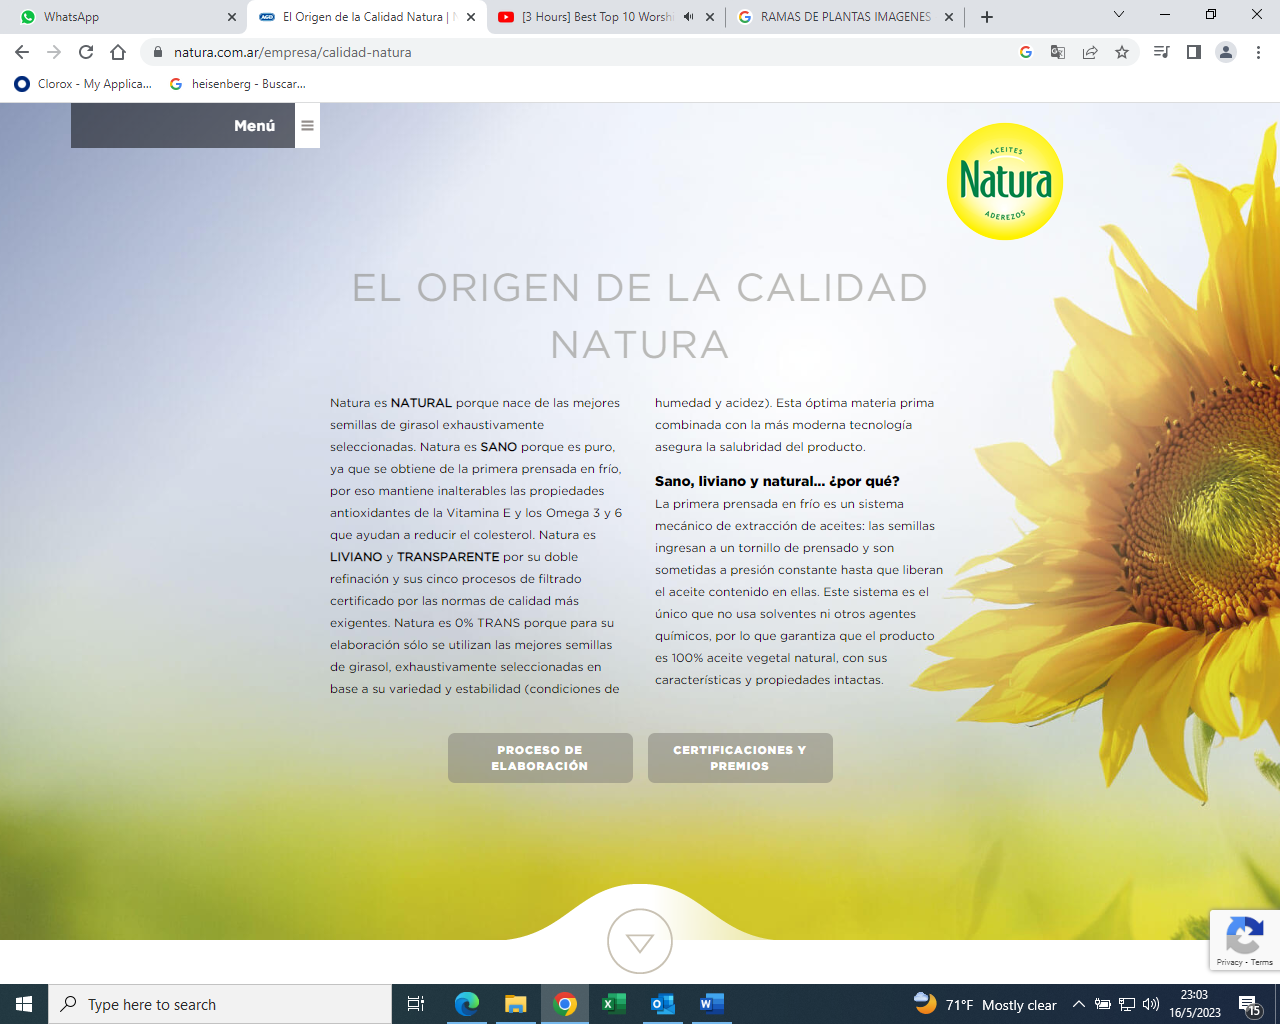 WhatsApp
El Origen de la Calidad Natura |
[3 Hours] Best Top 10 Worshi
RAMAS DE PLANTAS IMAGENES
natura.com.ar/empresa/calidad-natura
Clorox - My Applica...
heisenberg - Buscar...
Menú
ACEITES
Natura
ADEREZOS
EL ORIGEN DE LA CALIDAD
NATURA
Natura es NATURAL porque nace de las mejores
semillas de girasol exhaustivamente
seleccionadas. Natura es SANO porque es puro,
ya que se obtiene de la primera prensada en frío,
por eso mantiene inalterables las propiedades
antioxidantes de la Vitamina E y los Omega 3 y 6
que ayudan a reducir el colesterol. Natura es
LIVIANO y TRANSPARENTE por su doble
refinación y sus cinco procesos de filtrado
certificado por las normas de calidad más
exigentes. Natura es 0% TRANS porque para su
elaboración sólo se utilizan las mejores semillas
de girasol, exhaustivamente seleccionadas en
base a su variedad y estabilidad (condiciones de
humedad y acidez). Esta óptima materia prima
combinada con la más moderna tecnología
asegura la salubridad del producto.
Sano, liviano y natural... ¿por qué?
La primera prensada en frío es un sistema
mecánico de extracción de aceites: las semillas
ingresan a un tornillo de prensado y son
sometidas a presión constante hasta que liberan
el aceite contenido en ellas. Este sistema es el
único que no usa solventes ni otros agentes
químicos, por lo que garantiza que el producto
es 100% aceite vegetal natural, con sus
características y propiedades intactas.
PROCESO DE
ELABORACIÓN
CERTIFICACIONES Y
PREMIOS
Privacy - Terms
Type here to search
71°F Mostly clear
23:03
16/5/2023
15